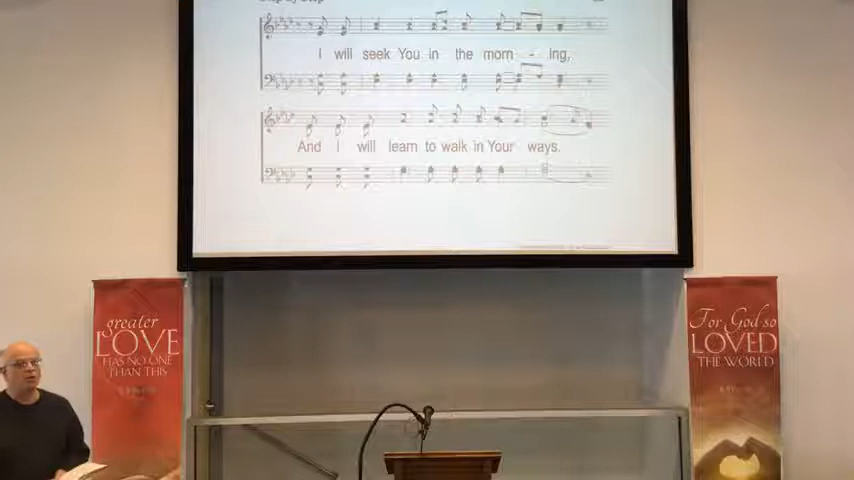 I will seek You in the morn - ing,
And I will learn to walk in Your ways.
greater
LOVE
HAS NO ONE
THAN THIS
For God so
LOVED
THE WORLD